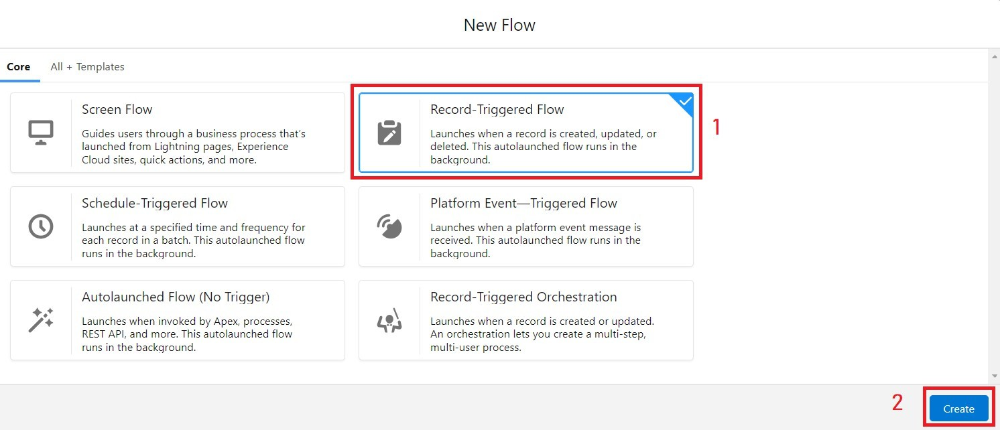 New Flow
Core
All + Templates
Screen Flow
Guides users through a business process that's
launched from Lightning pages, Experience
Cloud sites, quick actions, and more.
Record-Triggered Flow
Launches when a record is created, updated, or
deleted. This autolaunched flow runs in the
background.
1
Schedule-Triggered Flow
Launches at a specified time and frequency for
each record in a batch. This autolaunched flow
runs in the background.
Platform Event—Triggered Flow
Launches when a platform event message is
received. This autolaunched flow runs in the
background.
Autolaunched Flow (No Trigger)
Launches when invoked by Apex, processes,
REST API, and more. This autolaunched flow
runs in the background.
Record-Triggered Orchestration
Launches when a record is created or updated.
An orchestration lets you create a multi-step,
multi-user process.
2
Create